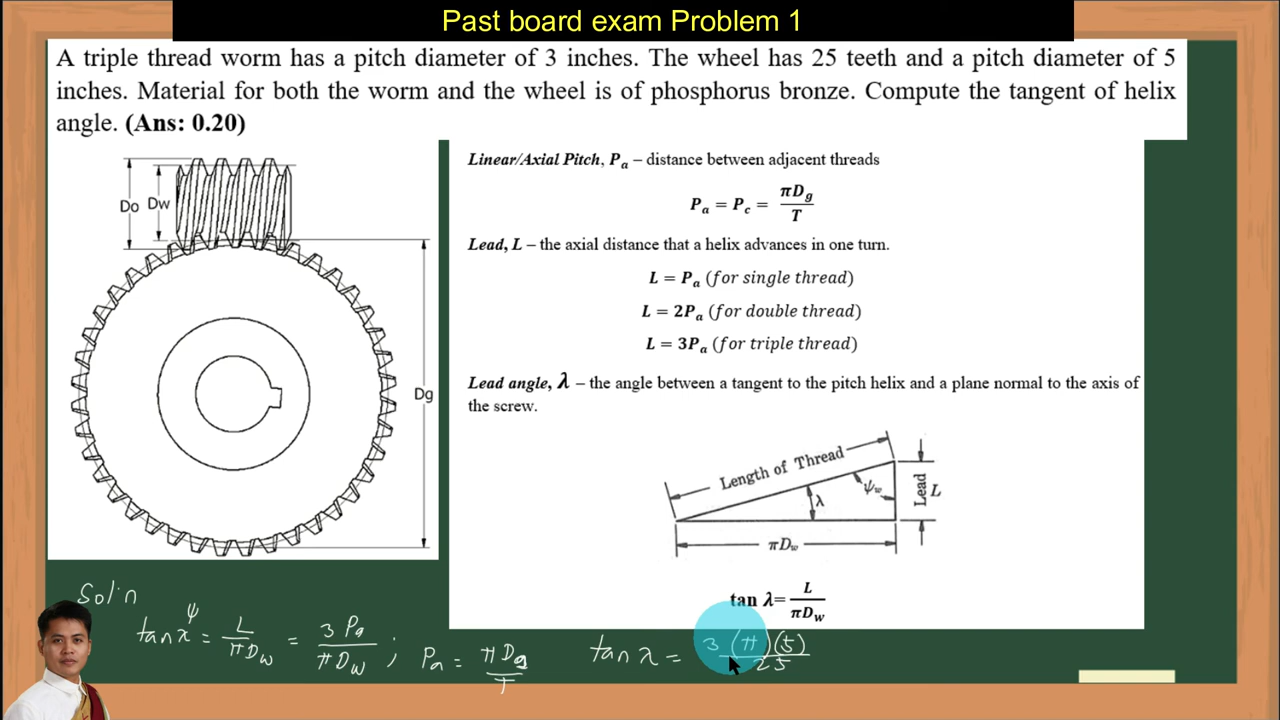 Past board exam Problem 1
A triple thread worm has a pitch diameter of 3 inches. The wheel has 25 teeth and a pitch diameter of 5
inches. Material for both the worm and the wheel is of phosphorus bronze. Compute the tangent of helix
angle. (Ans: 0.20)
Do Dw
Dg
Linear/Axial Pitch, Pa – distance between adjacent threads
Pa = Pc = πDg / T
Lead, L – the axial distance that a helix advances in one turn.
L = Pa (for single thread)
L = 2Pa (for double thread)
L = 3Pa (for triple thread)
Lead angle, λ – the angle between a tangent to the pitch helix and a plane normal to the axis of
the screw.
Length of Thread
λ
ψw
Lead L
πDw
tan λ= L / πDw
Sol'n
ψ
tan λ = L / πDw = 3 Pa / πDw ; Pa = πDg / T
tan λ = 3 (π)(5) / 25